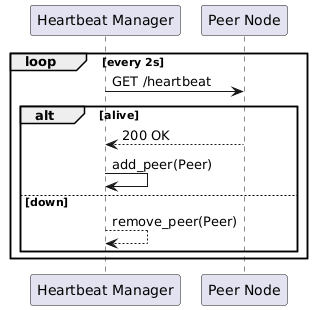 Heartbeat Manager Peer Node
loop [every 2s]
GET /heartbeat
alt [alive]
200 OK
add_peer(Peer)
[down]
remove_peer(Peer)
Heartbeat Manager Peer Node